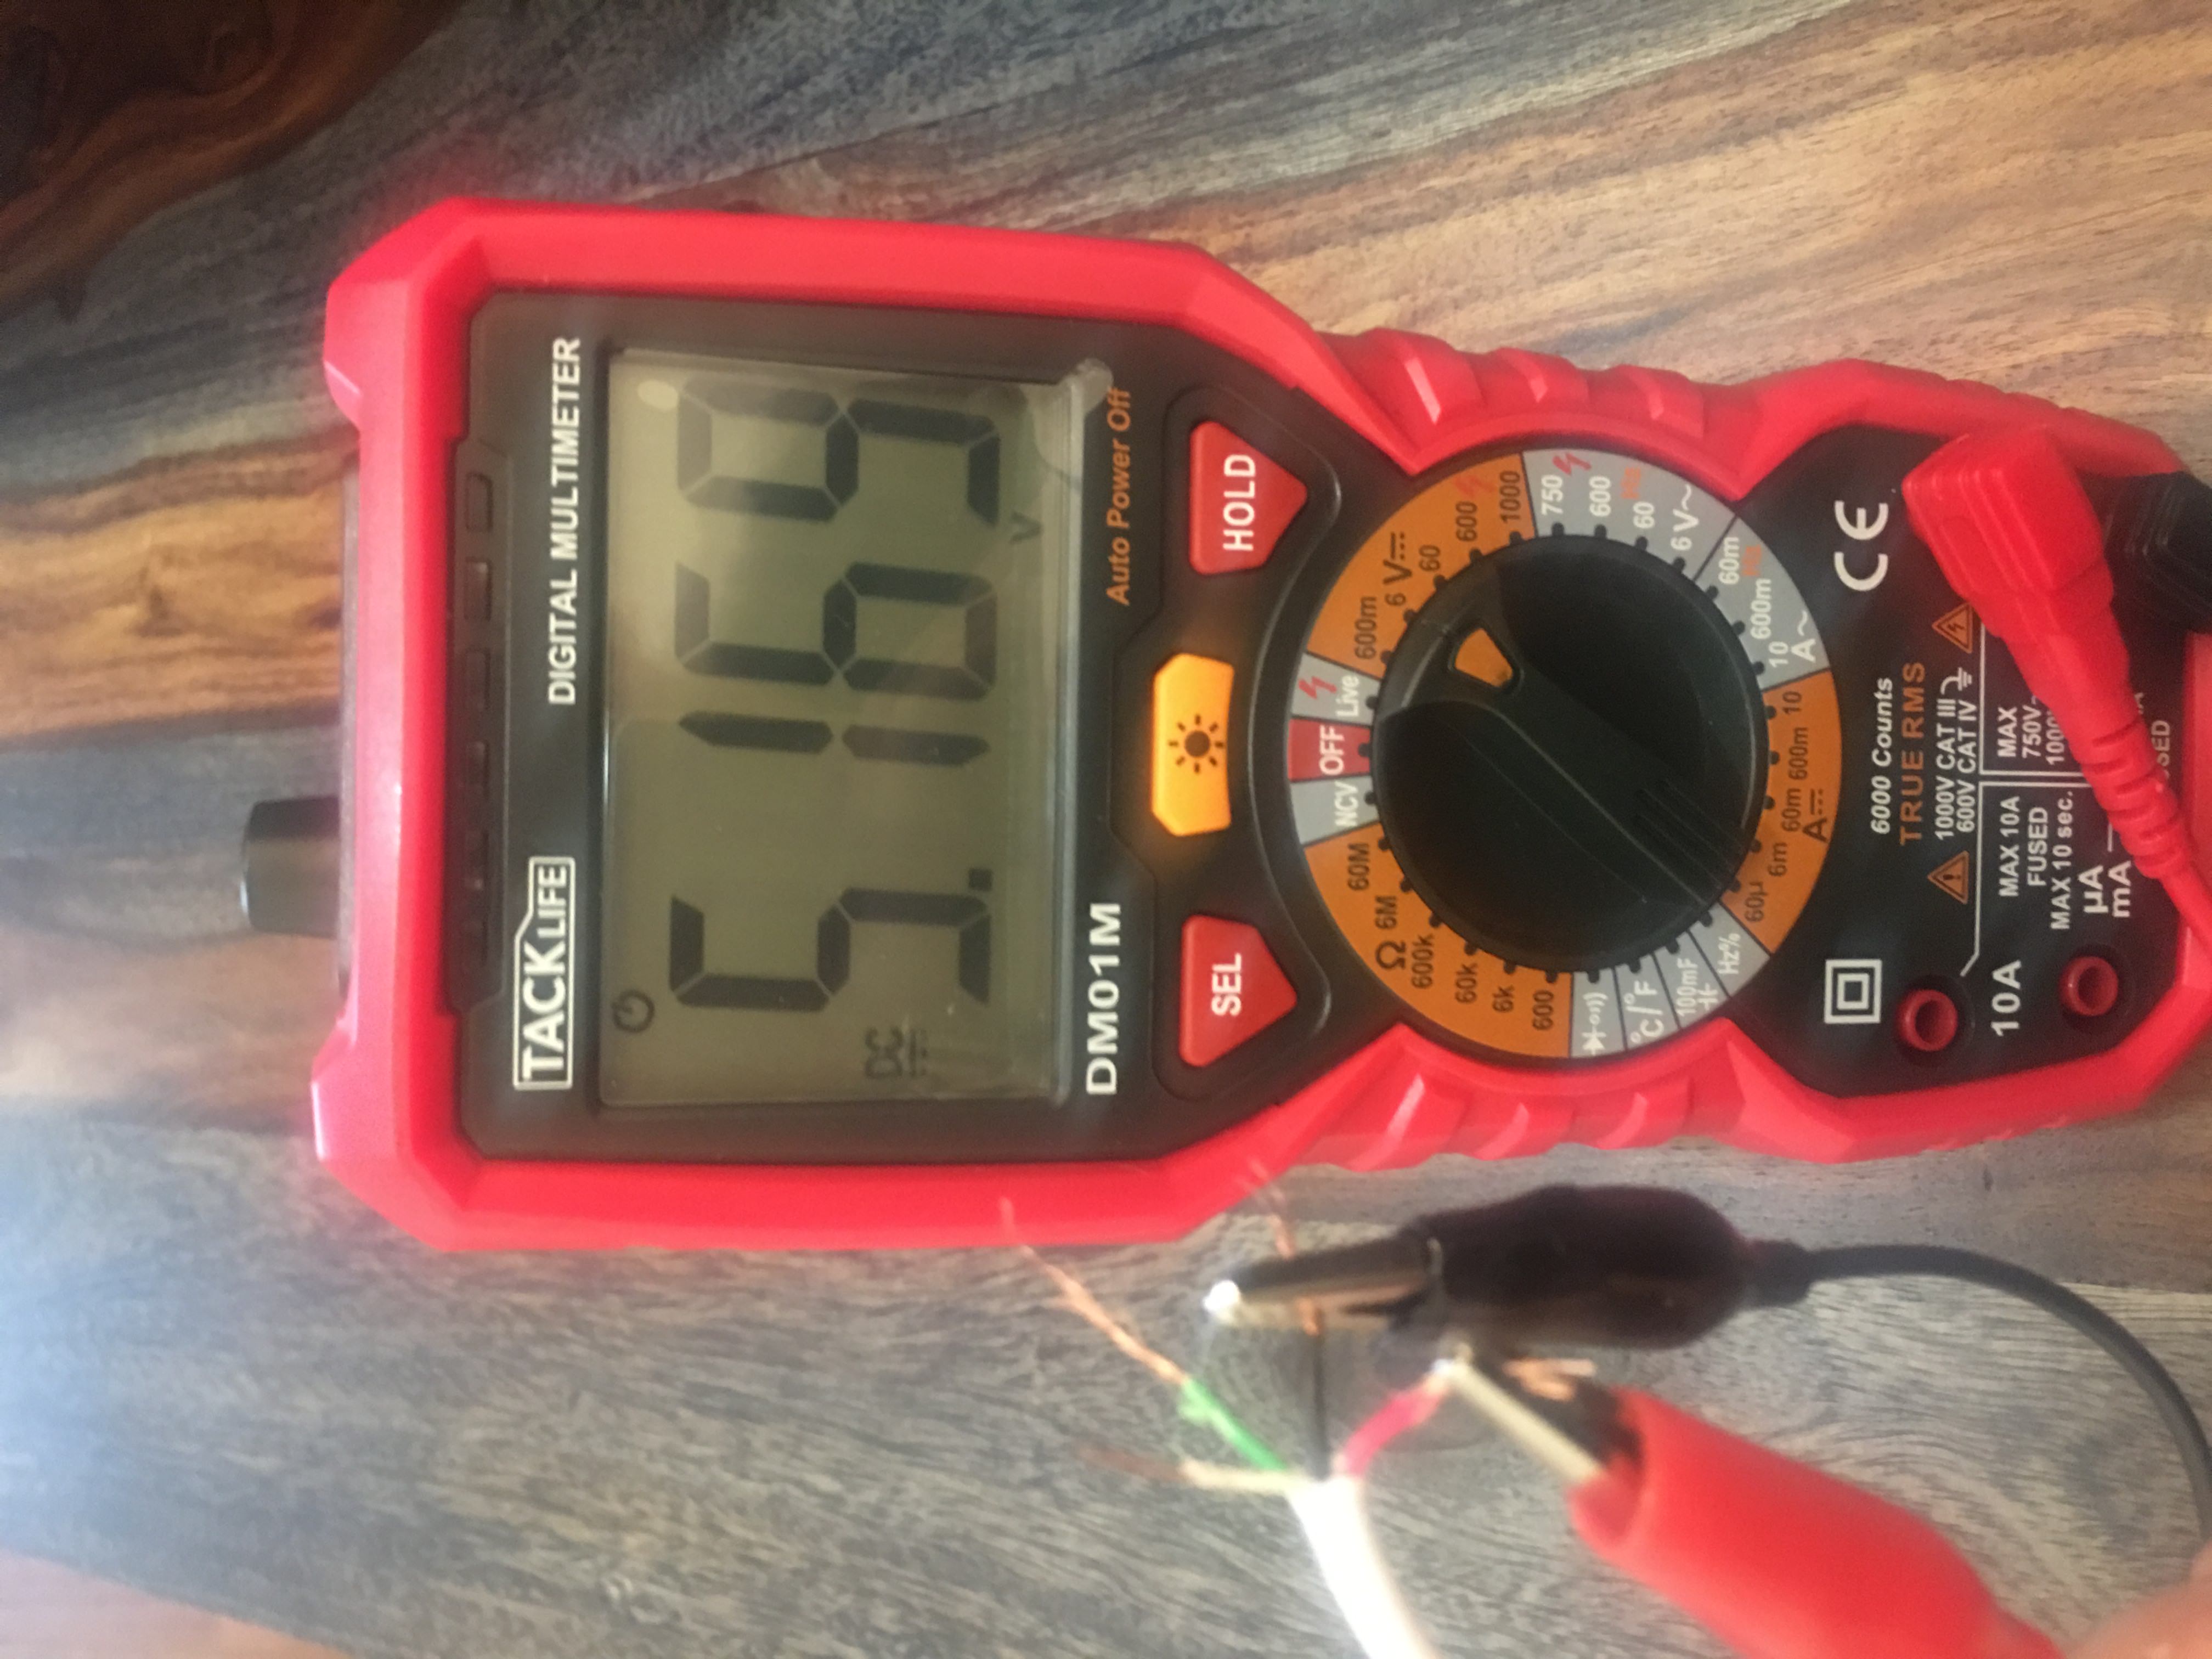 TACKLIFE
DIGITAL MULTIMETER
DC
5.169
V
DM01M
Auto Power Off
SEL
HOLD
NCV
OFF
Live
60M
Ω 6M
600k
60k
6k
600
600m
6 V
60
600
1000
750
600
60
6 V~
60m
600m
10
A~
°C/°F
100mF
Hz%
60µ
6m
60m
600m
10
A
CE
6000 Counts
TRUE RMS
1000V CAT III
600V CAT IV
10A
MAX 10A
FUSED
MAX 10 sec.
MAX
750V~
µA
mA